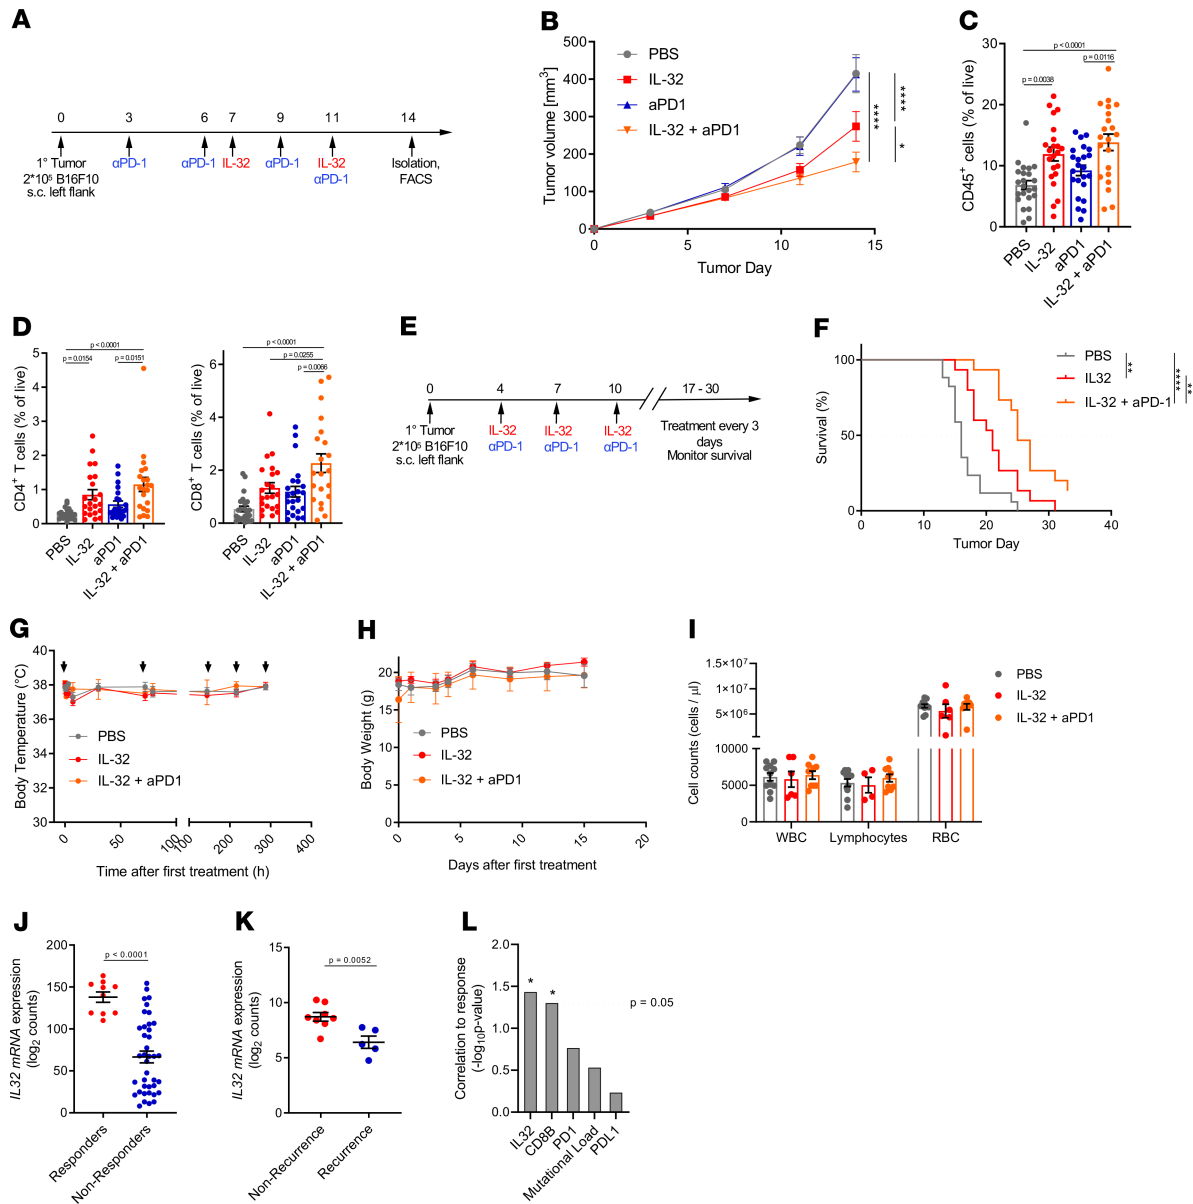 A
0 3 6 7 9 11 14
1° Tumor
2*10⁵ B16F10
s.c. left flank
αPD-1
αPD-1
IL-32
αPD-1
IL-32
αPD-1
Isolation,
FACS
B
Tumor volume [mm³]
500
400
300
200
100
0
0 5 10 15
Tumor Day
PBS
IL-32
aPD1
IL-32 + aPD1
****
****
*
C
CD45⁺ cells (% of live)
30
20
10
0
p < 0.0001
p = 0.0116
p = 0.0038
PBS
IL-32
aPD1
IL-32 + aPD1
D
CD4⁺ T cells (% of live)
5
4
3
2
1
0
p < 0.0001
p = 0.0154
p = 0.0151
PBS
IL-32
aPD1
IL-32 + aPD1
CD8⁺ T cells (% of live)
6
4
2
0
p < 0.0001
p = 0.0255
p = 0.0066
PBS
IL-32
aPD1
IL-32 + aPD1
E
0 4 7 10 17 - 30
1° Tumor
2*10⁵ B16F10
s.c. left flank
IL-32
αPD-1
IL-32
αPD-1
IL-32
αPD-1
Treatment every 3
days
Monitor survival
F
Survival (%)
100
50
0
0 10 20 30 40
Tumor Day
PBS
IL32
IL-32 + aPD-1
**
****
**
G
Body Temperature (°C)
40
38
36
34
32
30
0 50 100 100 200 300 400
Time after first treatment (h)
PBS
IL-32
IL-32 + aPD1
H
Body Weight (g)
20
15
10
5
0
0 5 10 15 20
Days after first treatment
PBS
IL-32
IL-32 + aPD1
I
Cell counts (cells / μl)
1.5×10⁷
1×10⁷
5×10⁶
10000
5000
0
WBC Lymphocytes RBC
PBS
IL-32
IL-32 + aPD1
J
IL32 mRNA expression
(log₂ counts)
200
150
100
50
0
p < 0.0001
Responders
Non-Responders
K
IL32 mRNA expression
(log₂ counts)
15
10
5
0
p = 0.0052
Non-Recurrence
Recurrence
L
Correlation to response
(-log₁₀p-value)
2.0
1.5
1.0
0.5
0.0
* *
p = 0.05
IL32
CD8B
PD1
Mutational Load
PDL1